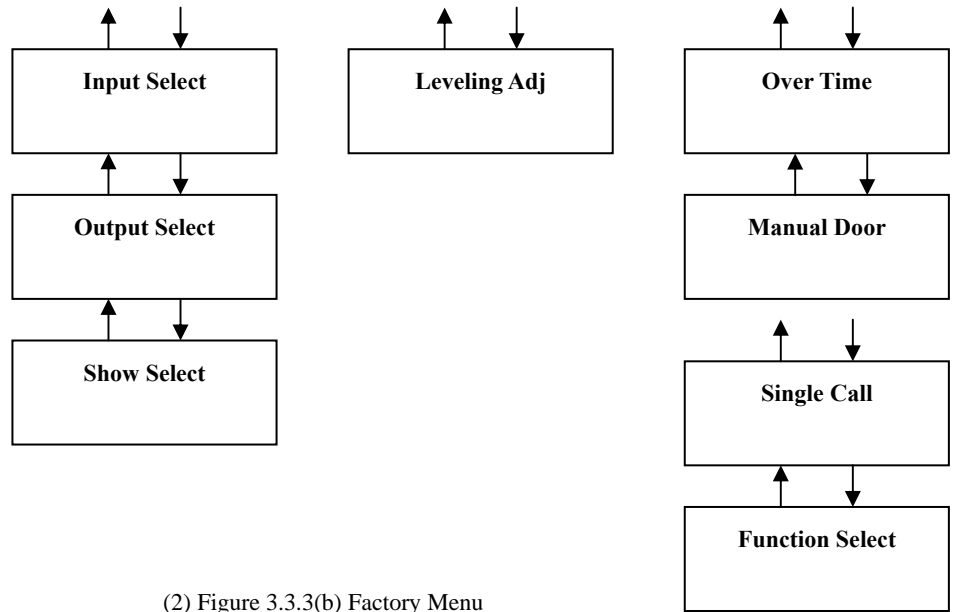 Input Select
Leveling Adj
Over Time
Output Select
Manual Door
Show Select
Single Call
Function Select
(2) Figure 3.3.3(b) Factory Menu